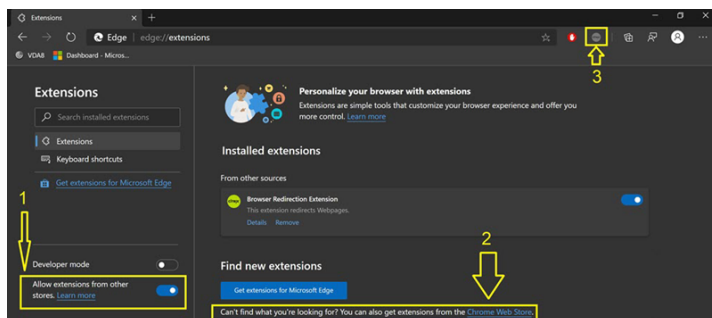 Extensions
Edge edge://extensions
VDA8 Dashboard - Micros...
3
Extensions
Search installed extensions
Extensions
Keyboard shortcuts
Get extensions for Microsoft Edge
1
Developer mode
Allow extensions from other
stores. Learn more
Personalize your browser with extensions
Extensions are simple tools that customize your browser experience and offer you
more control. Learn more
Installed extensions
From other sources
Browser Redirection Extension
This extension redirects Webpages.
Details Remove
2
Find new extensions
Get extensions for Microsoft Edge
Can't find what you're looking for? You can also get extensions from the Chrome Web Store.